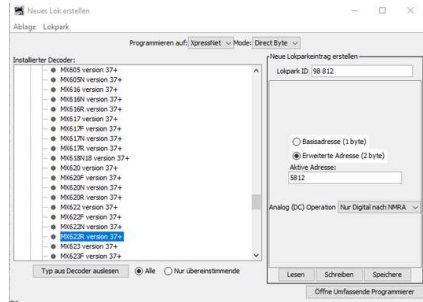 Neues Lok erstellen
Ablage Lokpark
Programmieren auf: XpressNet Mode: Direct Byte
Installierter Decoder:
MX605 version 37+
MX605N version 37+
MX616 version 37+
MX616N version 37+
MX616R version 37+
MX617 version 37+
MX617F version 37+
MX617N version 37+
MX617R version 37+
MX618N18 version 37+
MX620 version 37+
MX620F version 37+
MX620N version 37+
MX620R version 37+
MX622 version 37+
MX622F version 37+
MX622N version 37+
MX622R version 37+
MX623 version 37+
MX623F version 37+
Typ aus Decoder auslesen Alle Nur übereinstimmende
Neue Lokparkeintrag erstellen
Lokpark ID 98 812
Basisadresse (1 byte)
Erweiterte Adresse (2 byte)
Aktive Adresse:
5812
Analog (DC) Operation Nur Digital nach NMRA
Lesen Schreiben Speichere
Öffne Umfassende Programmierer